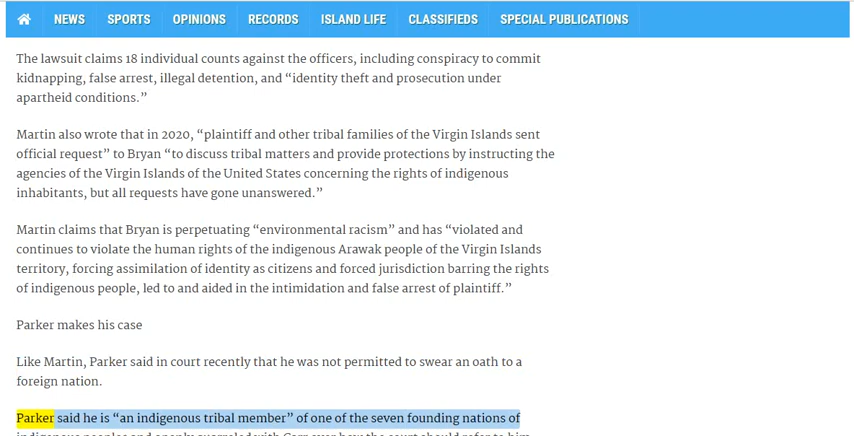 NEWS SPORTS OPINIONS RECORDS ISLAND LIFE CLASSIFIEDS SPECIAL PUBLICATIONS
The lawsuit claims 18 individual counts against the officers, including conspiracy to commit
kidnapping, false arrest, illegal detention, and “identity theft and prosecution under
apartheid conditions.”
Martin also wrote that in 2020, “plaintiff and other tribal families of the Virgin Islands sent
official request” to Bryan “to discuss tribal matters and provide protections by instructing the
agencies of the Virgin Islands of the United States concerning the rights of indigenous
inhabitants, but all requests have gone unanswered.”
Martin claims that Bryan is perpetuating “environmental racism” and has “violated and
continues to violate the human rights of the indigenous Arawak people of the Virgin Islands
territory, forcing assimilation of identity as citizens and forced jurisdiction barring the rights
of indigenous people, led to and aided in the intimidation and false arrest of plaintiff.”
Parker makes his case
Like Martin, Parker said in court recently that he was not permitted to swear an oath to a
foreign nation.
Parker said he is “an indigenous tribal member” of one of the seven founding nations of